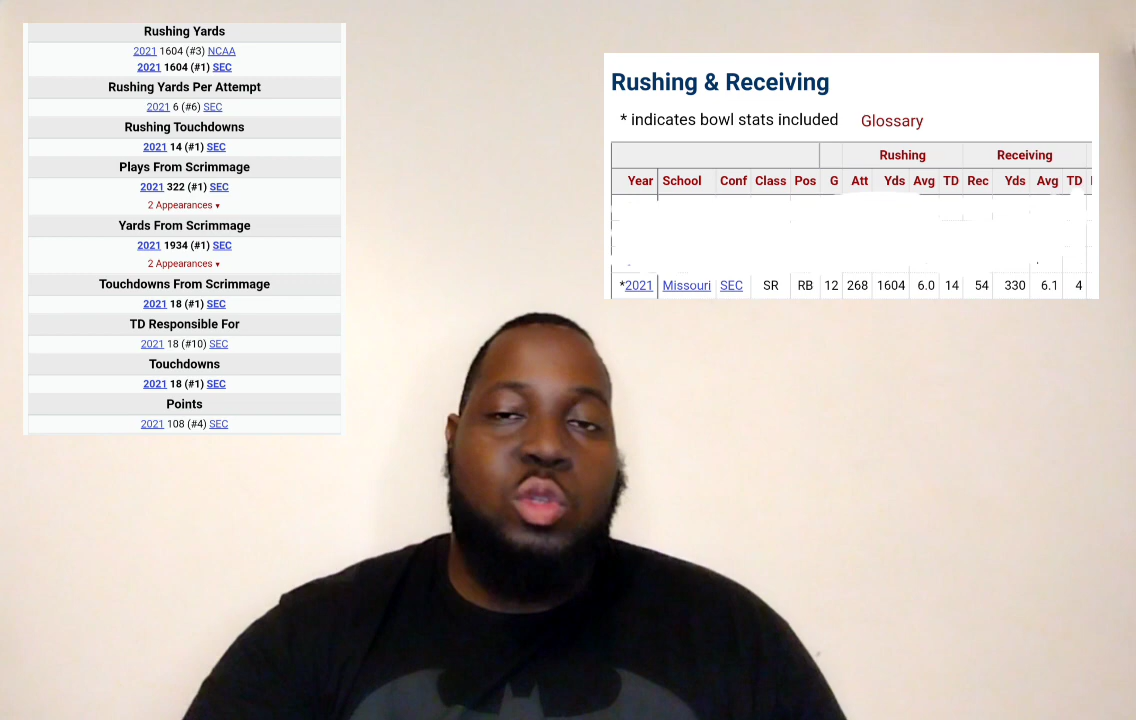 Rushing Yards
2021 1604 (#3) NCAA
2021 1604 (#1) SEC
Rushing Yards Per Attempt
2021 6 (#6) SEC
Rushing Touchdowns
2021 14 (#1) SEC
Plays From Scrimmage
2021 322 (#1) SEC
2 Appearances ▾
Yards From Scrimmage
2021 1934 (#1) SEC
2 Appearances ▾
Touchdowns From Scrimmage
2021 18 (#1) SEC
TD Responsible For
2021 18 (#10) SEC
Touchdowns
2021 18 (#1) SEC
Points
2021 108 (#4) SEC
Rushing & Receiving
* indicates bowl stats included Glossary
Rushing Receiving
Year School Conf Class Pos G Att Yds Avg TD Rec Yds Avg TD
*2021 Missouri SEC SR RB 12 268 1604 6.0 14 54 330 6.1 4